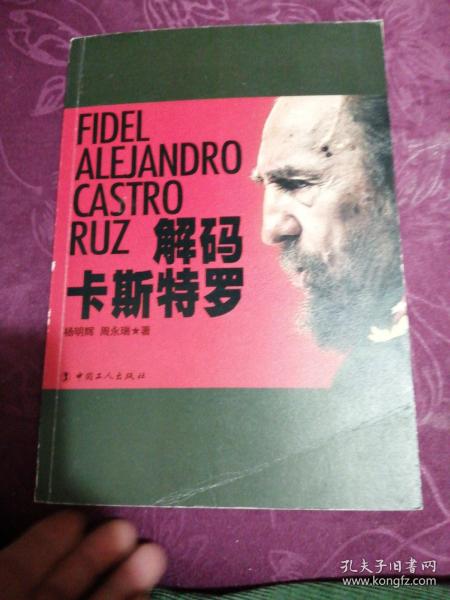 FIDEL
ALEJANDRO
CASTRO
RUZ 解码
卡斯特罗
杨明辉 周永瑞★著
中国工人出版社
孔夫子旧书网
www.kongfz.com